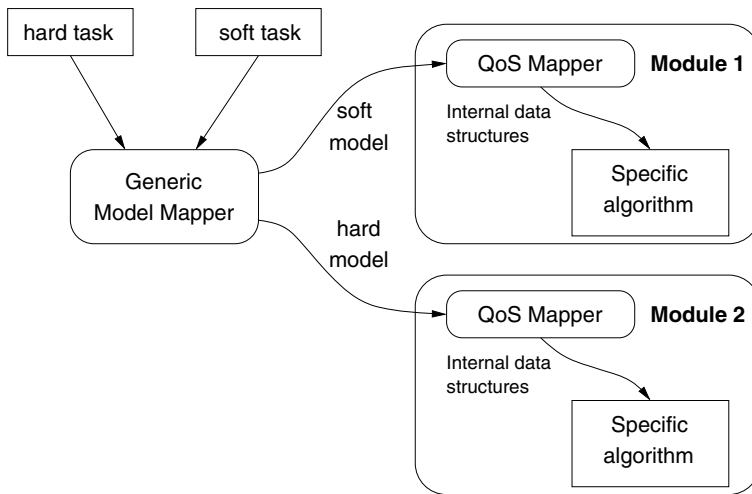 hard task
soft task
Generic
Model Mapper
soft
model
hard
model
QoS Mapper
Module 1
Internal data
structures
Specific
algorithm
QoS Mapper
Module 2
Internal data
structures
Specific
algorithm